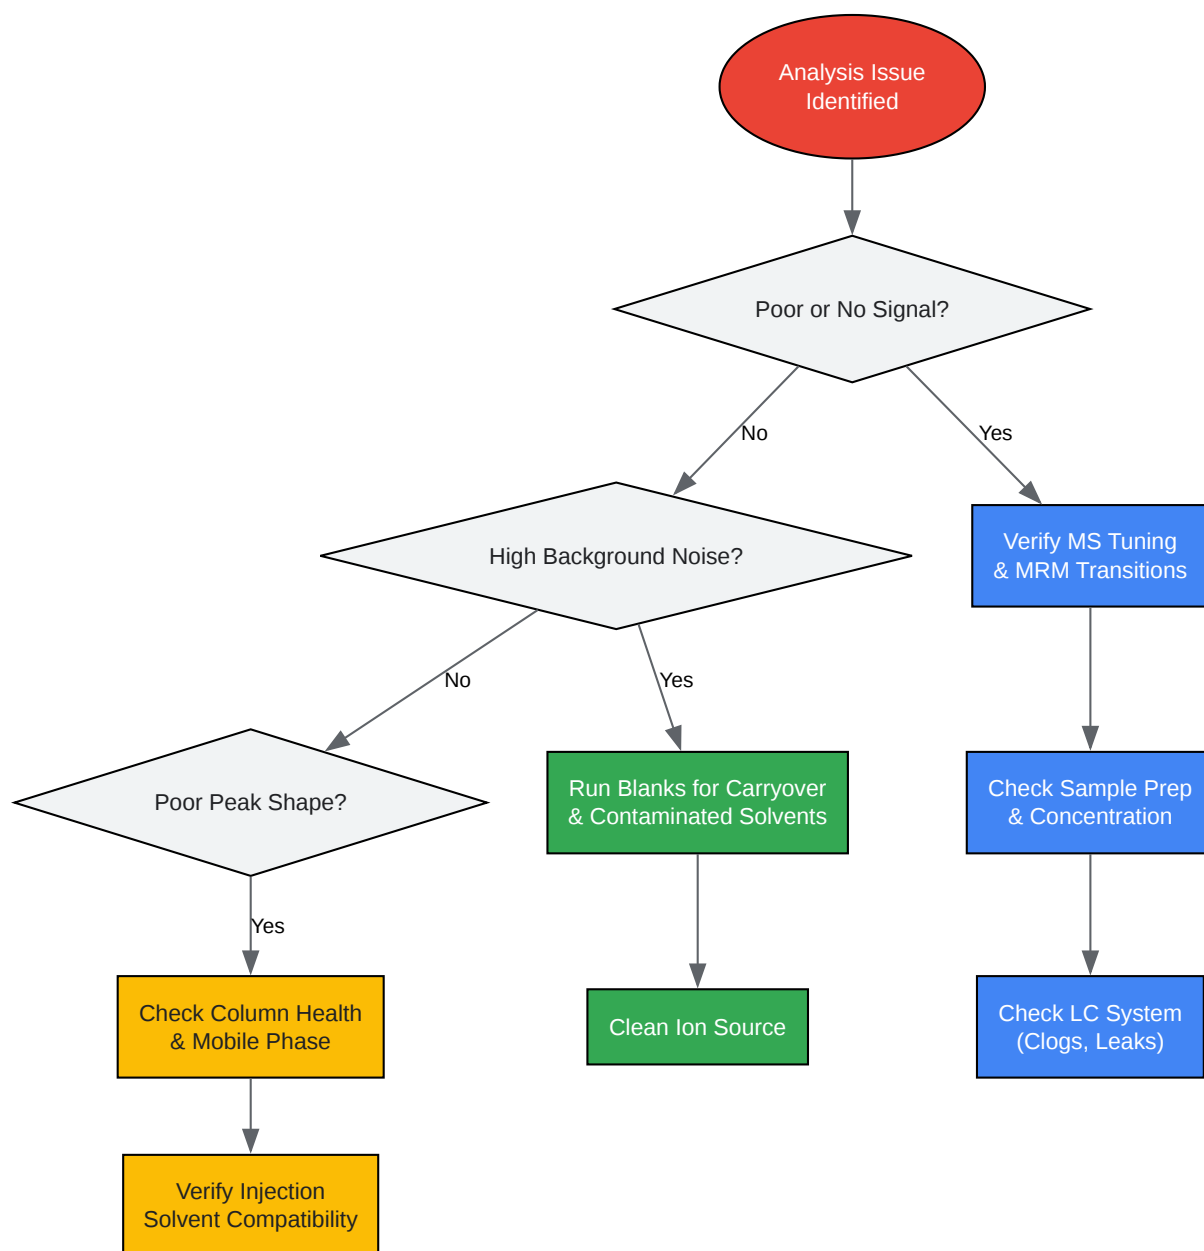 Analysis Issue
Identified
Poor or No Signal?
No
Yes
High Background Noise?
Verify MS Tuning
& MRM Transitions
No
Yes
Poor Peak Shape?
Run Blanks for Carryover
& Contaminated Solvents
Check Sample Prep
& Concentration
Yes
Check Column Health
& Mobile Phase
Clean Ion Source
Check LC System
(Clogs, Leaks)
Verify Injection
Solvent Compatibility